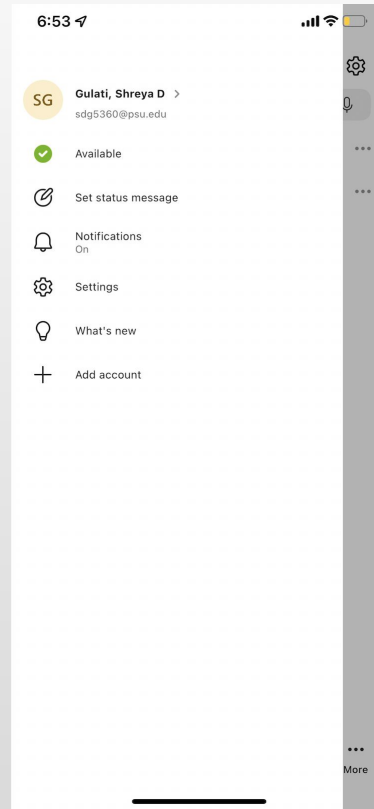 6:53
SG
Gulati, Shreya D
sdg5360@psu.edu
Available
Set status message
Notifications
On
Settings
What's new
Add account
More